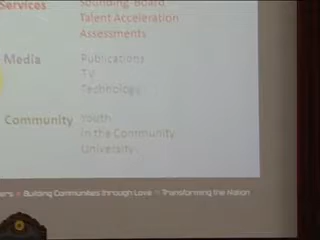 Services Sounding Board
Talent Acceleration
Assessments
Media Publications
TV
Technology
Community Youth
In the Community
University
ers » Building Communities through Love » Transforming the Nation